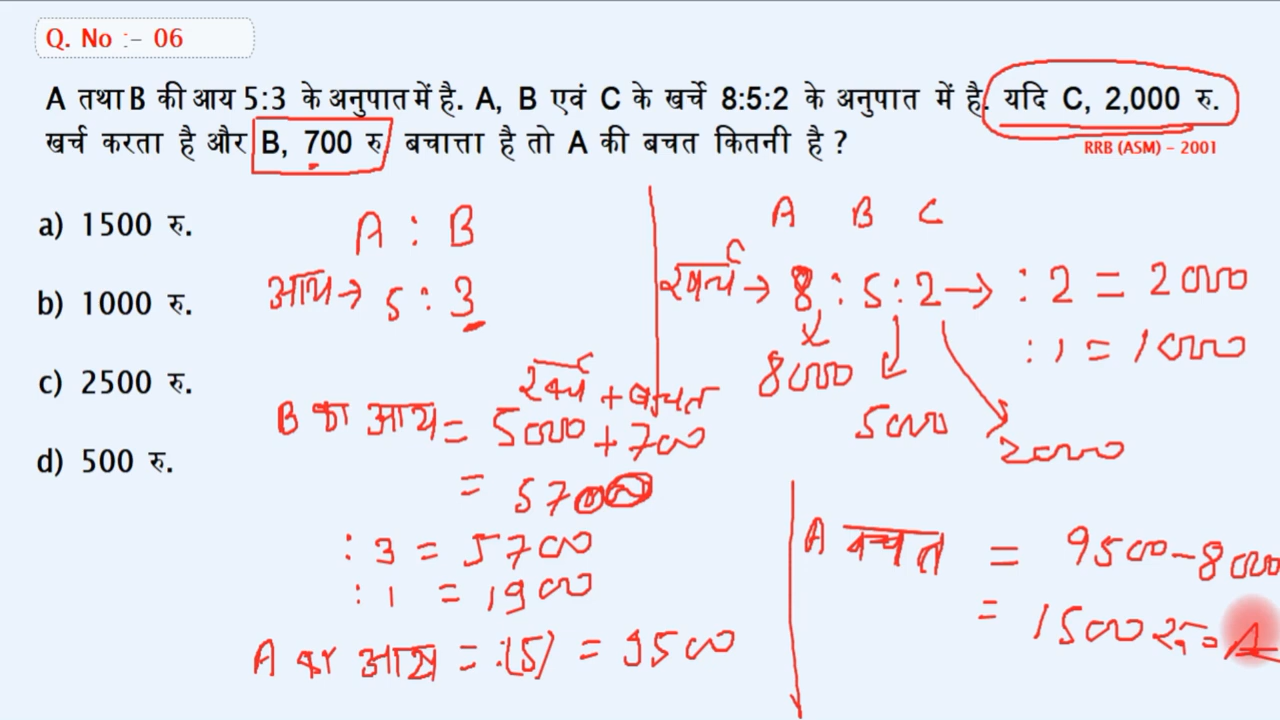 Q. No :- 06
A तथा B की आय 5:3 के अनुपात में है. A, B एवं C के खर्चे 8:5:2 के अनुपात में है. यदि C, 2,000 रु.
खर्च करता है और B, 700 रु बचात्ता है तो A की बचत कितनी है ?
RRB (ASM) - 2001
a) 1500 रु.
b) 1000 रु.
c) 2500 रु.
d) 500 रु.
A : B
आय → 5 : 3
A B C
खर्च → 8 : 5 : 2 → : 2 = 2000
: 1 = 1000
8000
5000
2000
खर्च + बचत
B का आय = 5000 + 700
= 5700
: 3 = 5700
: 1 = 1900
A का आय = :(5) = 9500
A बचत = 9500 - 8000
= 1500 रु = A